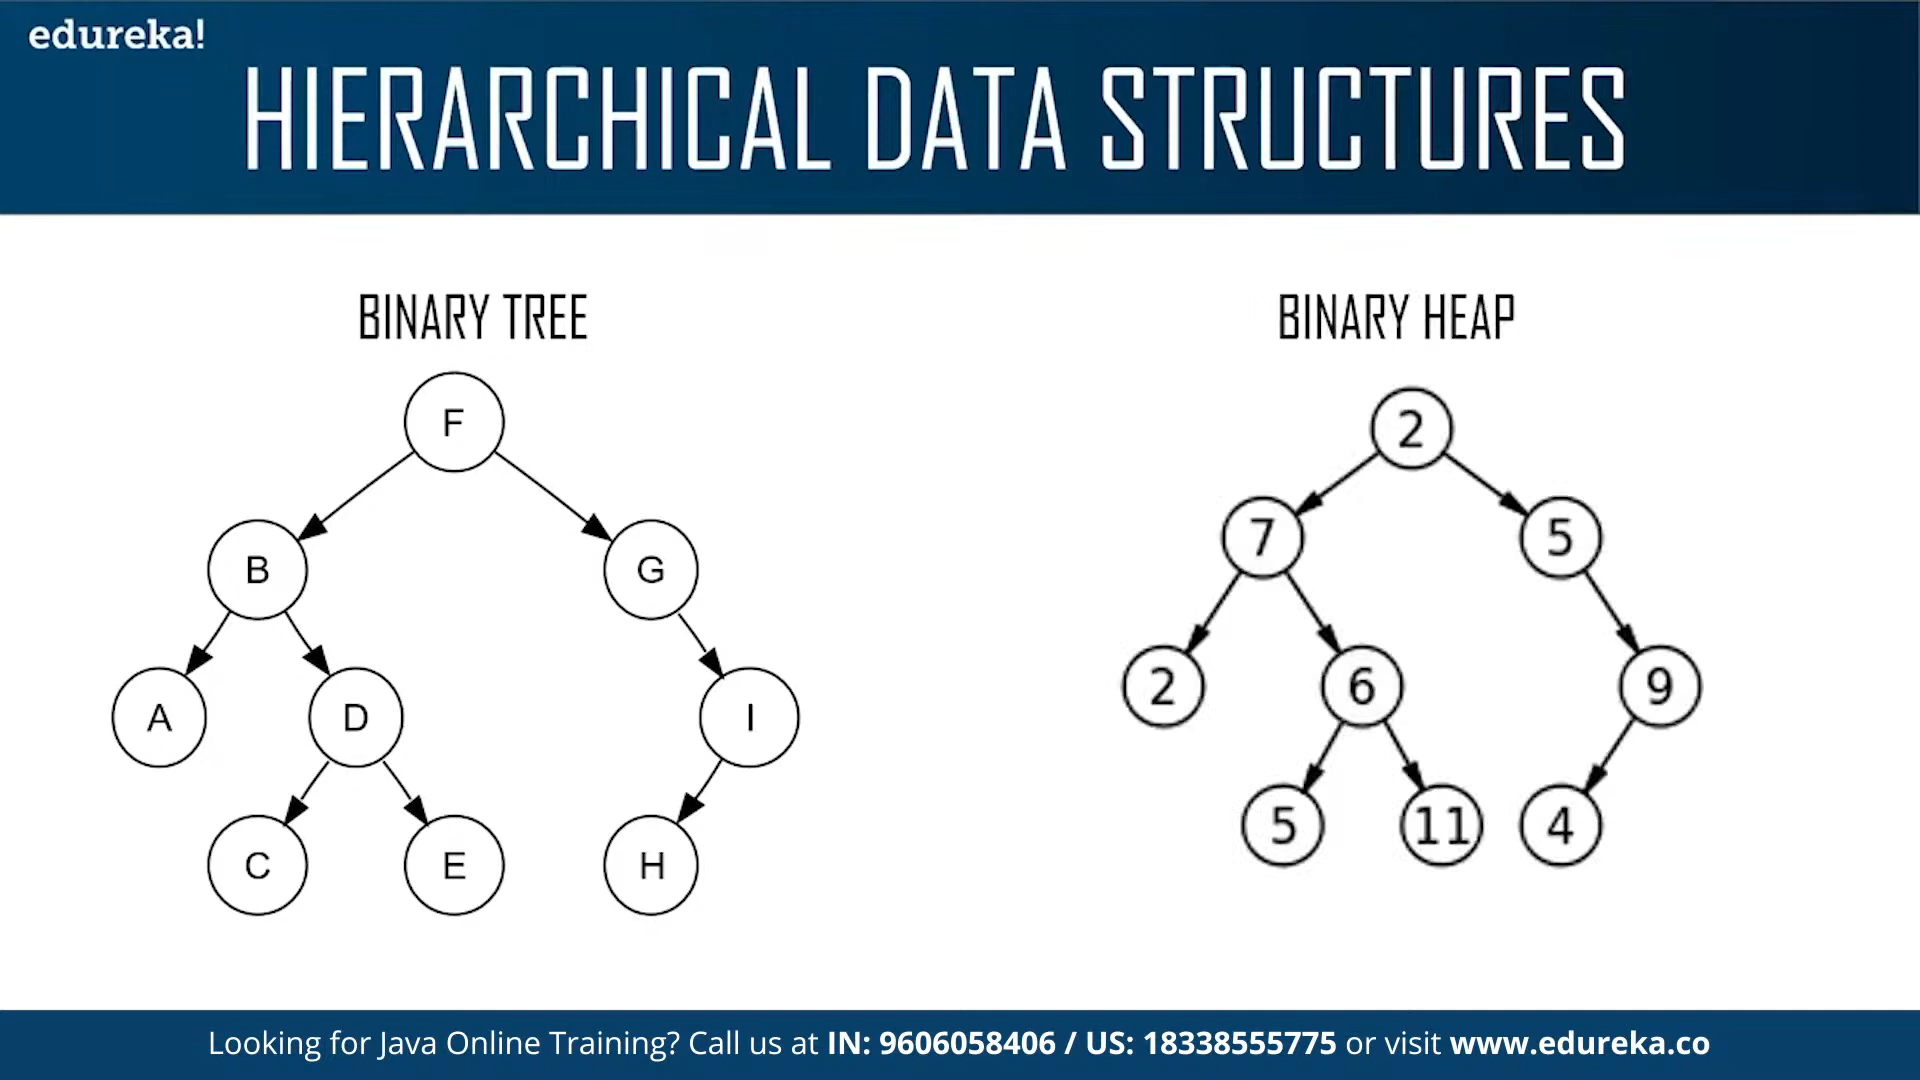 edureka!
HIERARCHICAL DATA STRUCTURES
BINARY TREE
F
B
G
A
D
I
C
E
H
BINARY HEAP
2
7
5
2
6
9
5
11
4
Looking for Java Online Training? Call us at IN: 9606058406 / US: 18338555775 or visit www.edureka.co